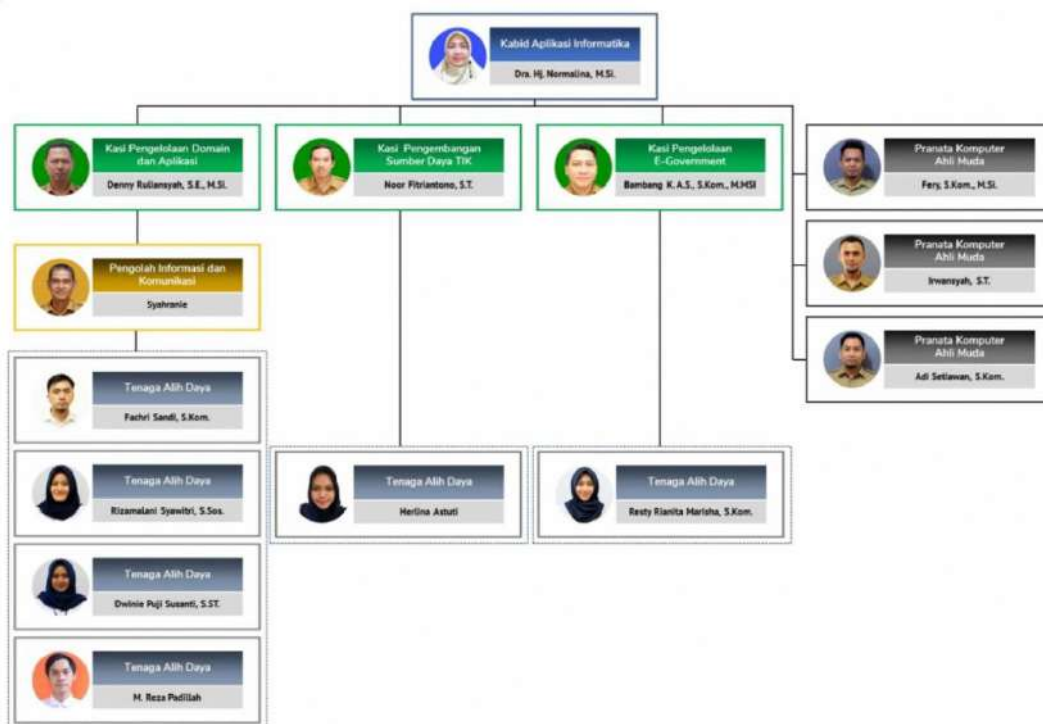 Kabid Aplikasi Informatika
Dra. Hj. Normalina, M.Si.
Kasi Pengelolaan Domain
dan Aplikasi
Denny Ruliansyah, S.E., M.Si.
Kasi Pengembangan
Sumber Daya TIK
Noor Fitriantono, S.T.
Kasi Pengelolaan
E-Government
Bambang K. A.S., S.Kom., M.MSI
Pranata Komputer
Ahli Muda
Fery, S.Kom., M.Si.
Pengolah Informasi dan
Komunikasi
Syahranie
Pranata Komputer
Ahli Muda
Irwansyah, S.T.
Pranata Komputer
Ahli Muda
Adi Setiawan, S.Kom.
Tenaga Alih Daya
Fachri Sandi, S.Kom.
Tenaga Alih Daya
Rizamalani Syawitri, S.Sos.
Tenaga Alih Daya
Herlina Astuti
Tenaga Alih Daya
Resty Rianita Marisha, S.Kom.
Tenaga Alih Daya
Dwinie Puji Susanti, S.ST.
Tenaga Alih Daya
M. Reza Padillah